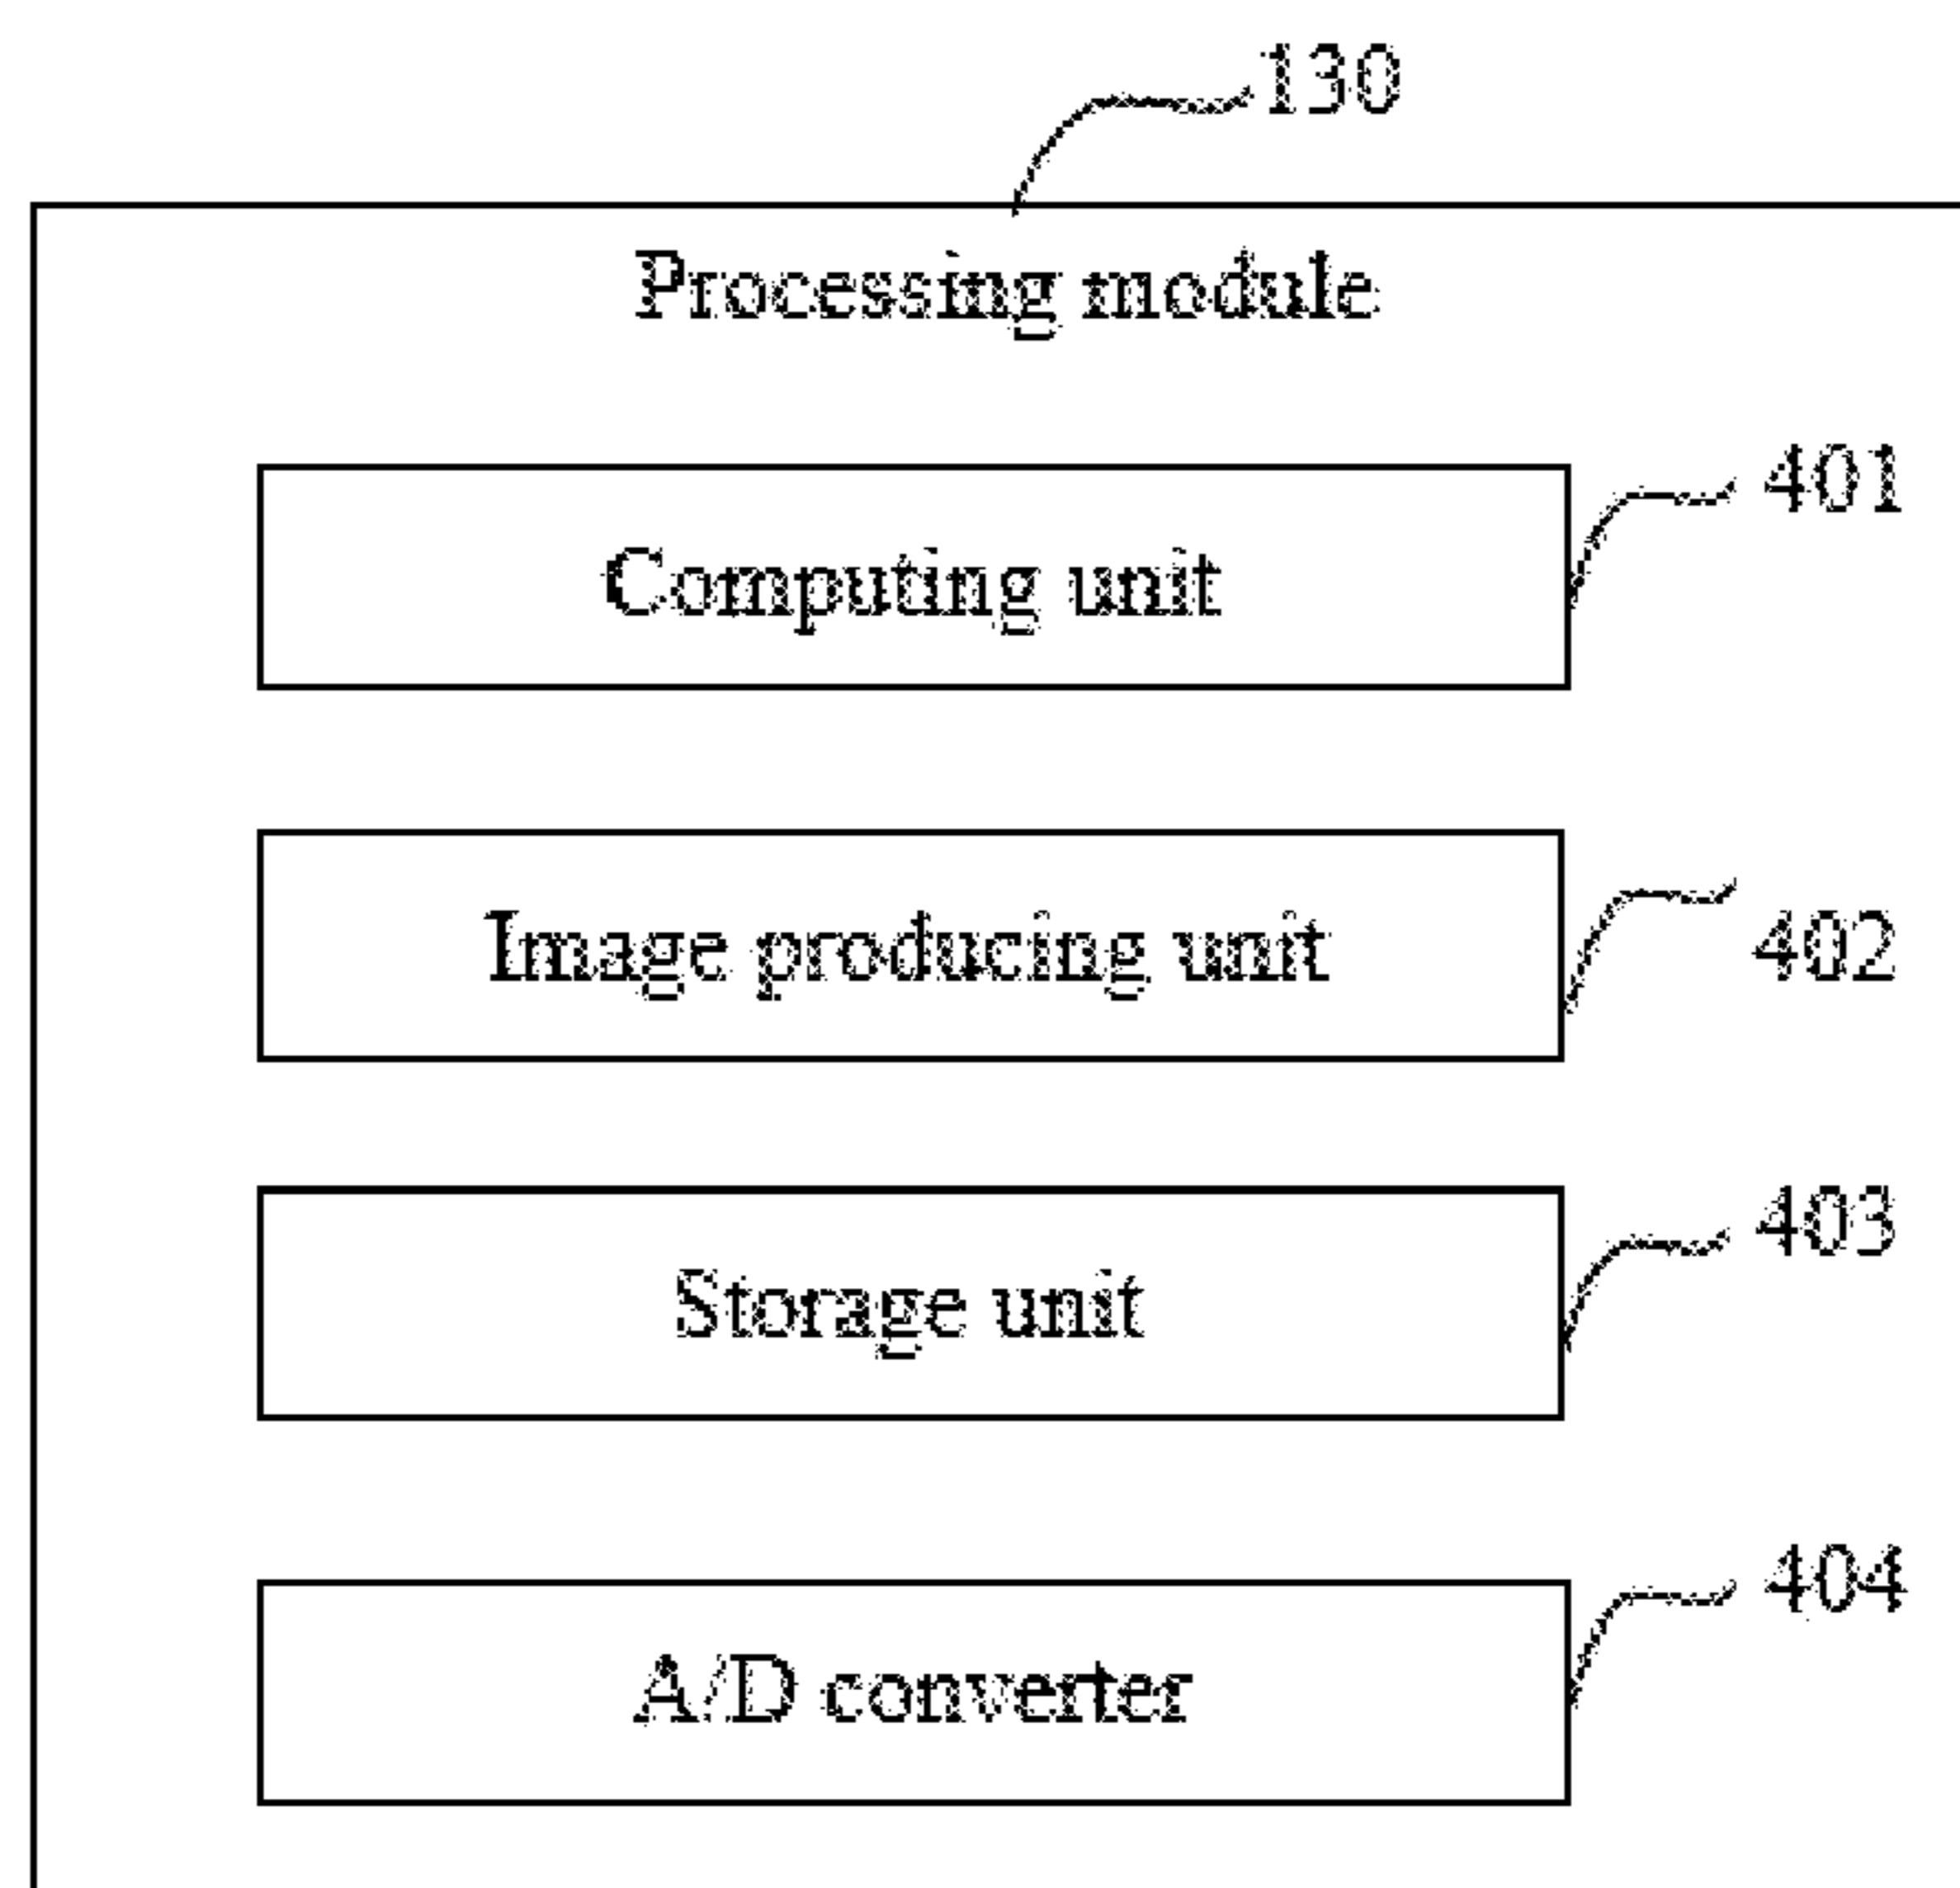 130
Processing module
401
Computing unit
402
Image producing unit
403
Storage unit
404
A/D converter